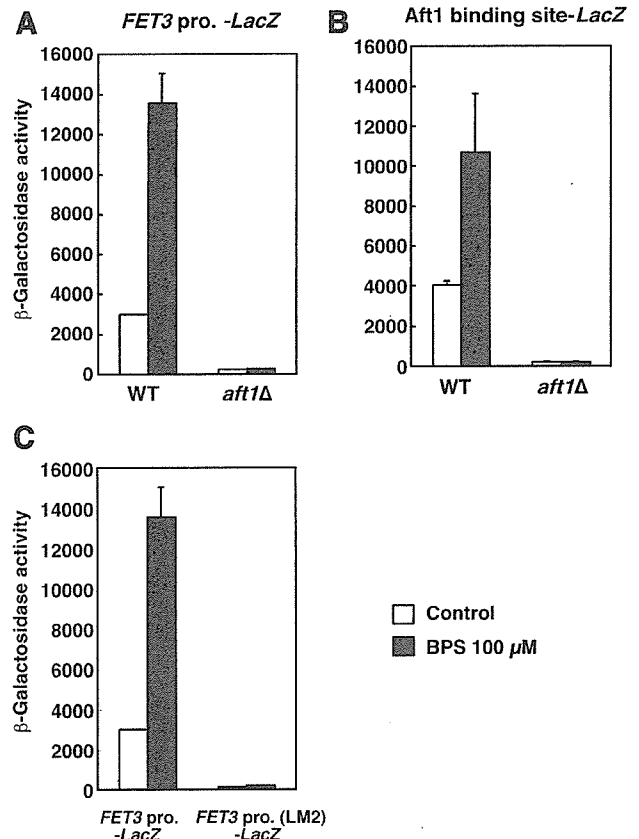 A
FET3 pro. -LacZ
β-Galactosidase activity
16000
14000
12000
10000
8000
6000
4000
2000
0
WT
aft1Δ
B
Aft1 binding site-LacZ
16000
14000
12000
10000
8000
6000
4000
2000
0
WT
aft1Δ
C
β-Galactosidase activity
16000
14000
12000
10000
8000
6000
4000
2000
0
FET3 pro.
-LacZ
FET3 pro. (LM2)
-LacZ
Control
BPS 100 µM